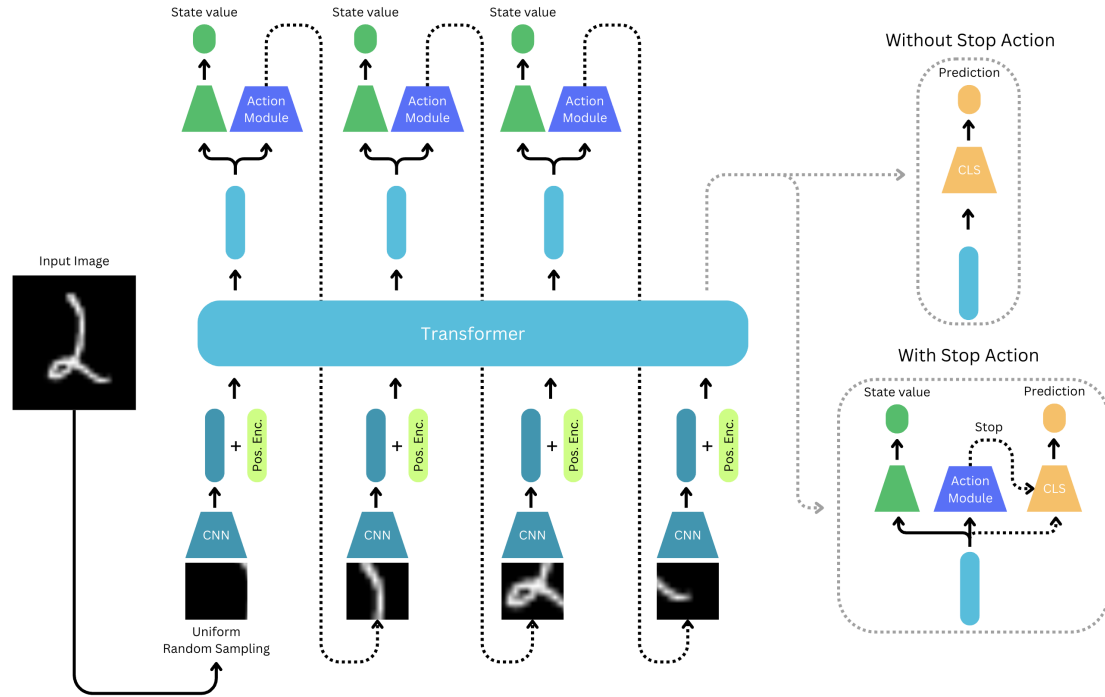 State value
State value
State value
Action
Module
Action
Module
Action
Module
Input Image
Transformer
+
Pos. Enc.
+
Pos. Enc.
+
Pos. Enc.
+
Pos. Enc.
CNN
CNN
CNN
CNN
Uniform
Random Sampling
Without Stop Action
Prediction
CLS
With Stop Action
State value
Prediction
Stop
Action
Module
CLS